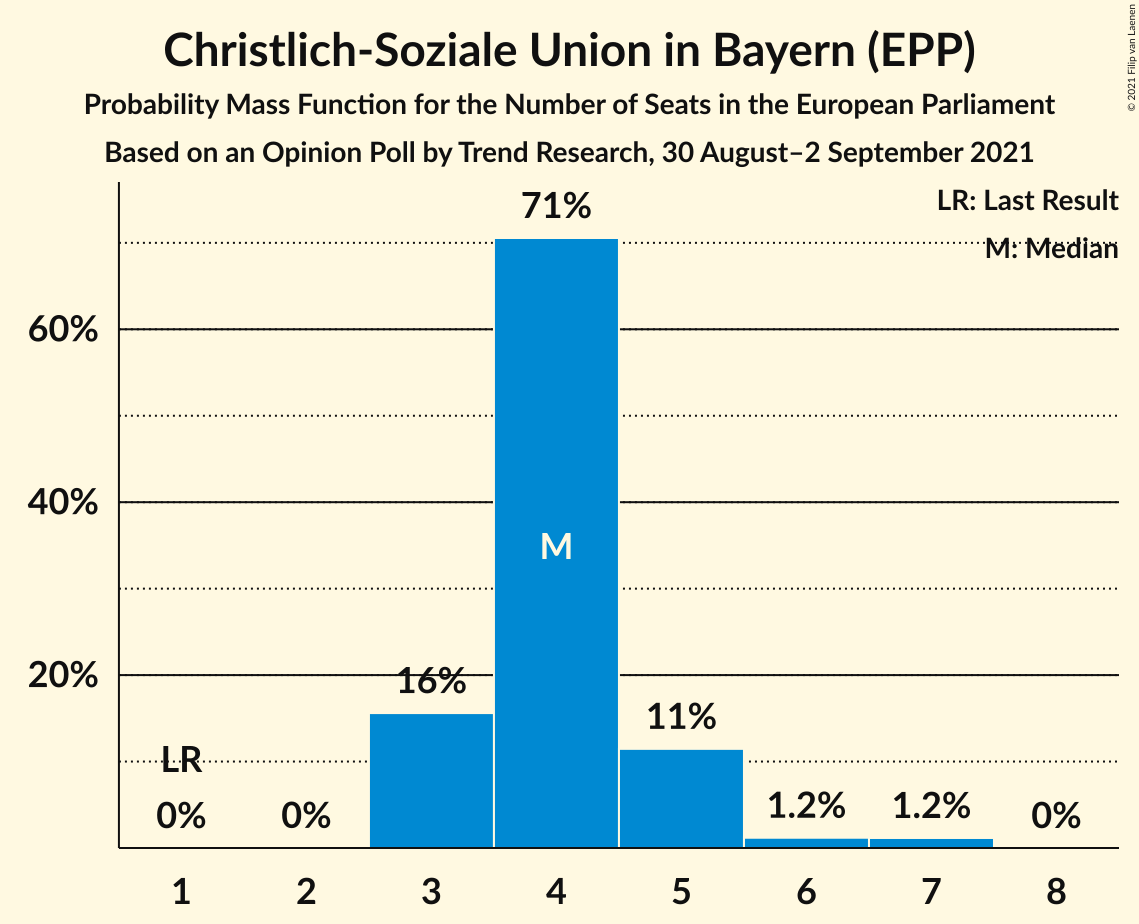 Christlich-Soziale Union in Bayern (EPP)
Probability Mass Function for the Number of Seats in the European Parliament
Based on an Opinion Poll by Trend Research, 30 August–2 September 2021
© 2021 Filip van Laenen
LR: Last Result
M: Median
71%
60%
40%
M
20%
16%
11%
LR
0%
0%
1.2%
1.2%
0%
1 2 3 4 5 6 7 8